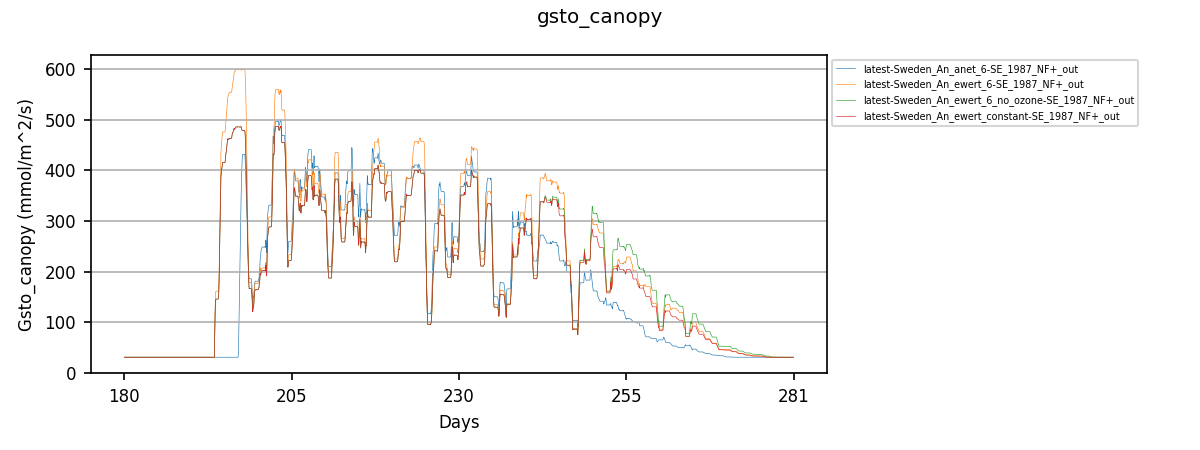 gsto_canopy
Gsto_canopy (mmol/m^2/s)
600
500
400
300
200
100
0
180
205
230
255
281
Days
latest-Sweden_An_anet_6-SE_1987_NF+_out
latest-Sweden_An_ewert_6-SE_1987_NF+_out
latest-Sweden_An_ewert_6_no_ozone-SE_1987_NF+_out
latest-Sweden_An_ewert_constant-SE_1987_NF+_out